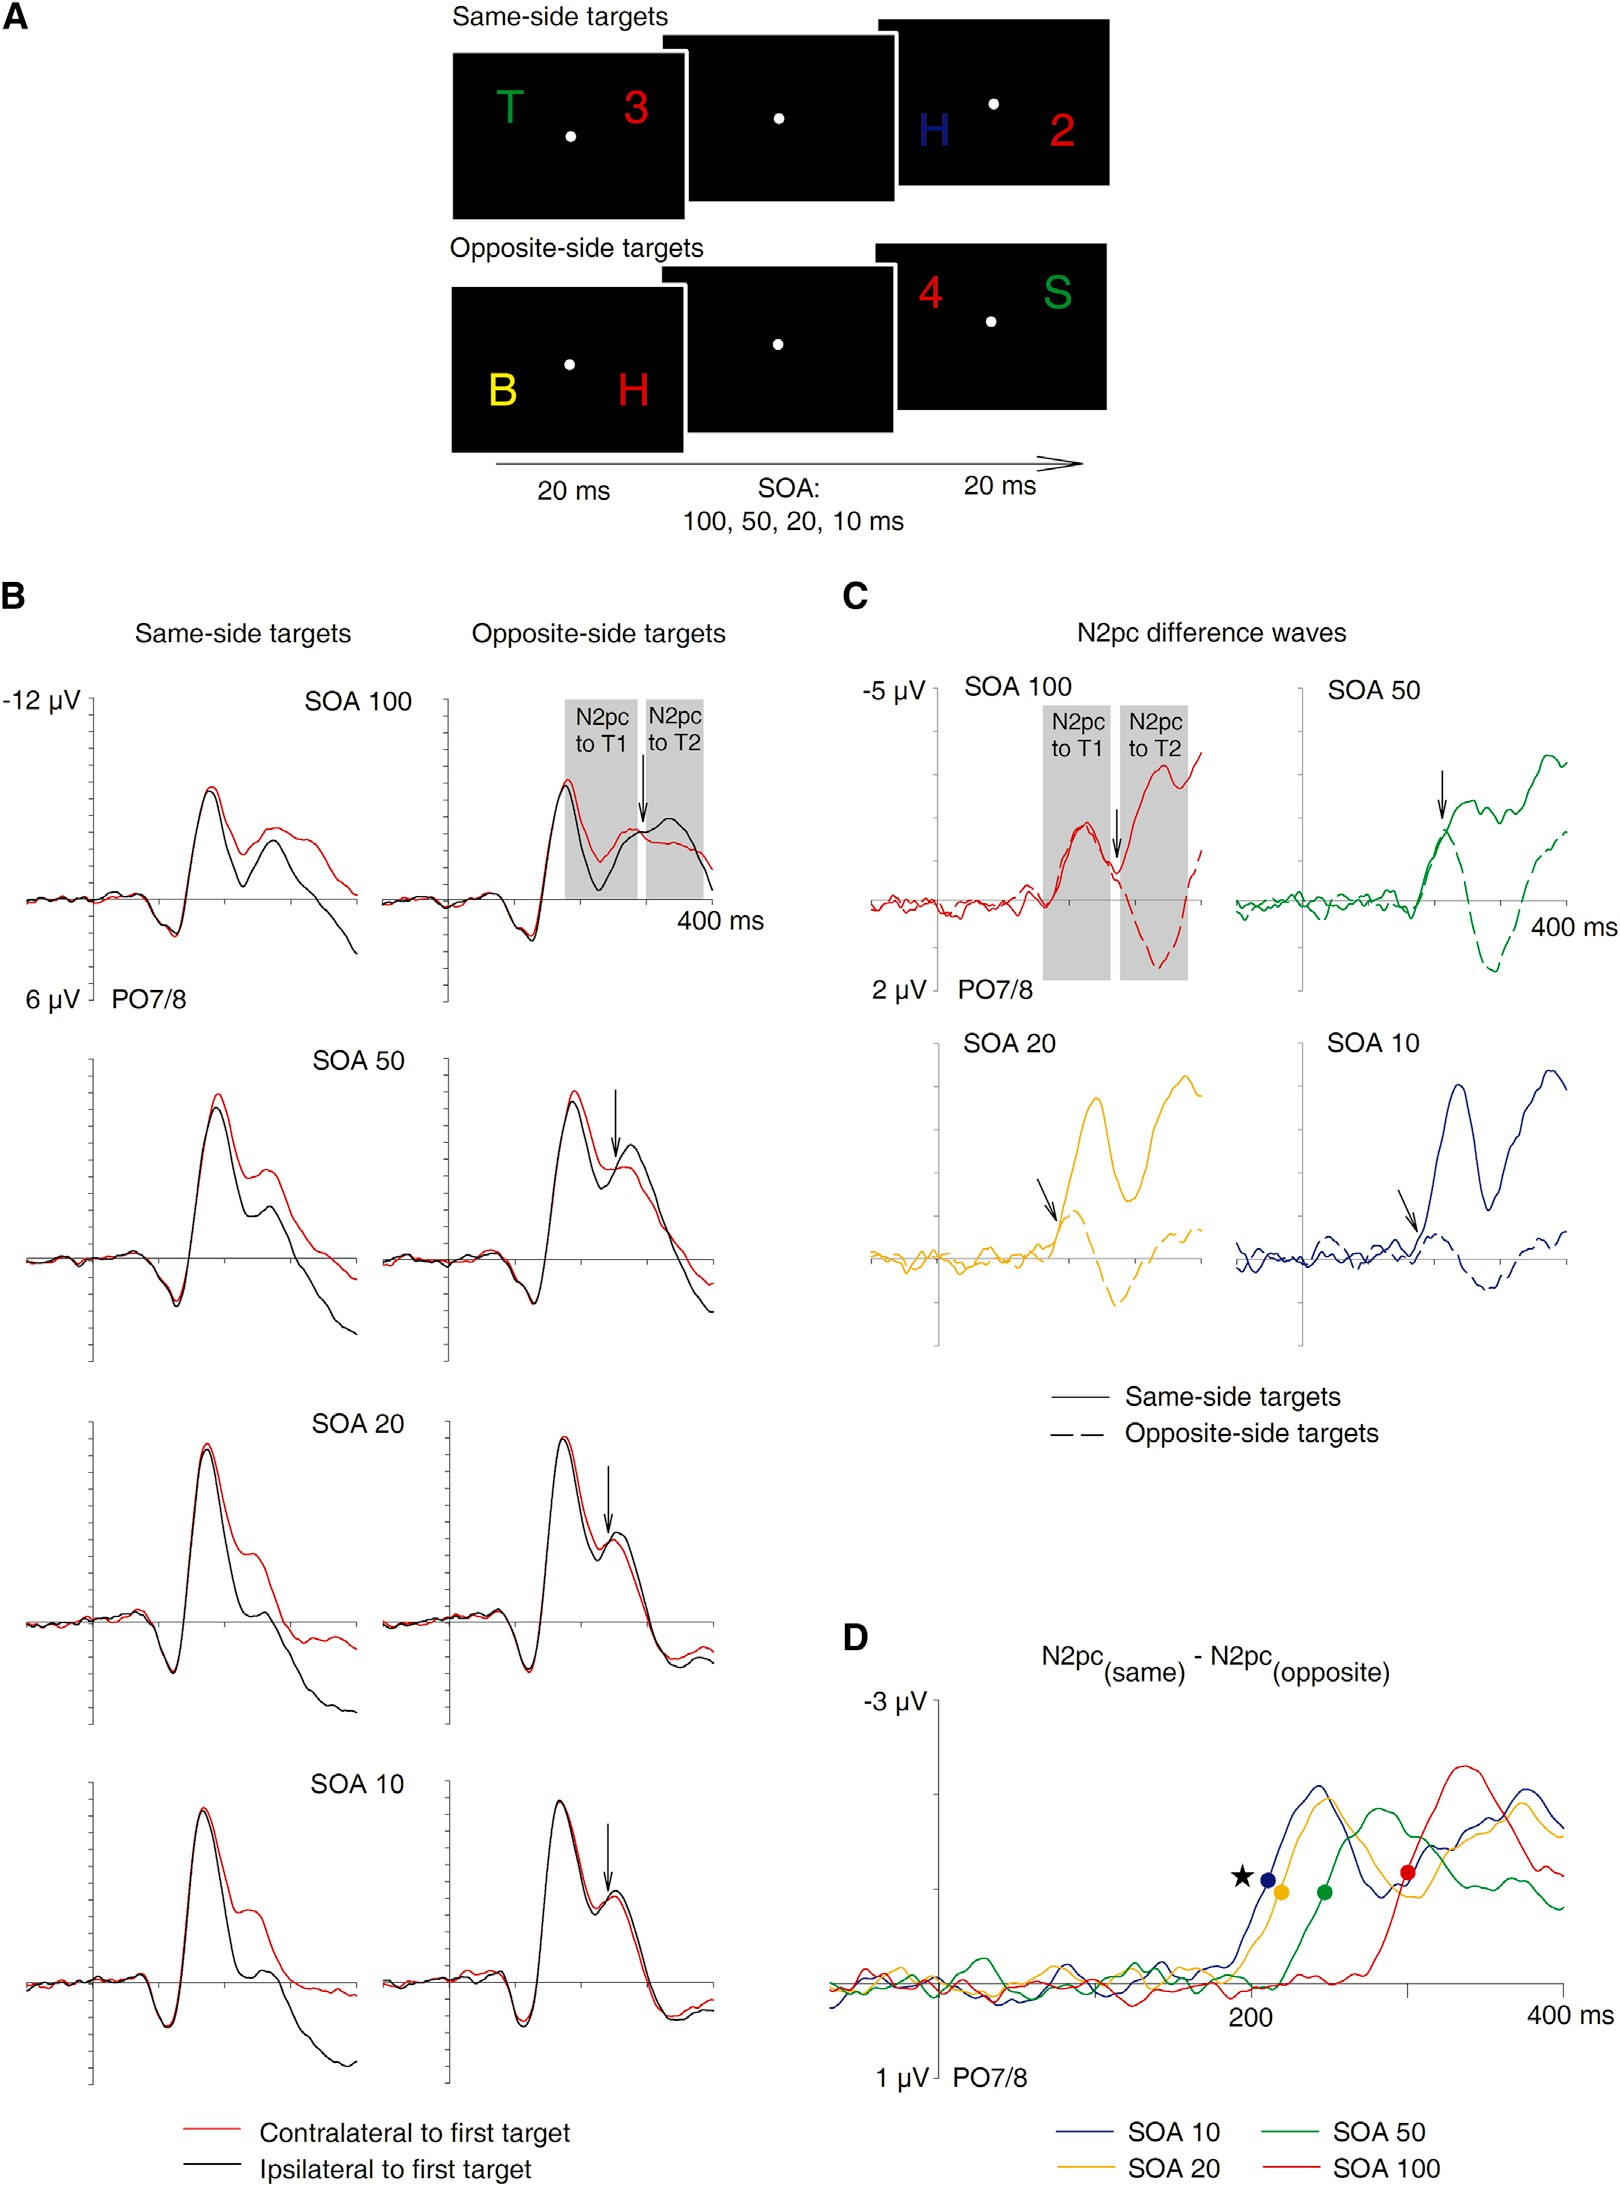 A
Same-side targets
T 3
H 2
Opposite-side targets
B H
4 S
20 ms
SOA:
100, 50, 20, 10 ms
20 ms
B
Same-side targets
Opposite-side targets
-12 µV
SOA 100
N2pc
to T1
N2pc
to T2
400 ms
6 µV
PO7/8
SOA 50
SOA 20
SOA 10
Contralateral to first target
Ipsilateral to first target
C
N2pc difference waves
-5 µV
SOA 100
N2pc
to T1
N2pc
to T2
SOA 50
400 ms
2 µV
PO7/8
SOA 20
SOA 10
Same-side targets
Opposite-side targets
D
N2pc(same) - N2pc(opposite)
-3 µV
200
400 ms
1 µV
PO7/8
SOA 10
SOA 50
SOA 20
SOA 100